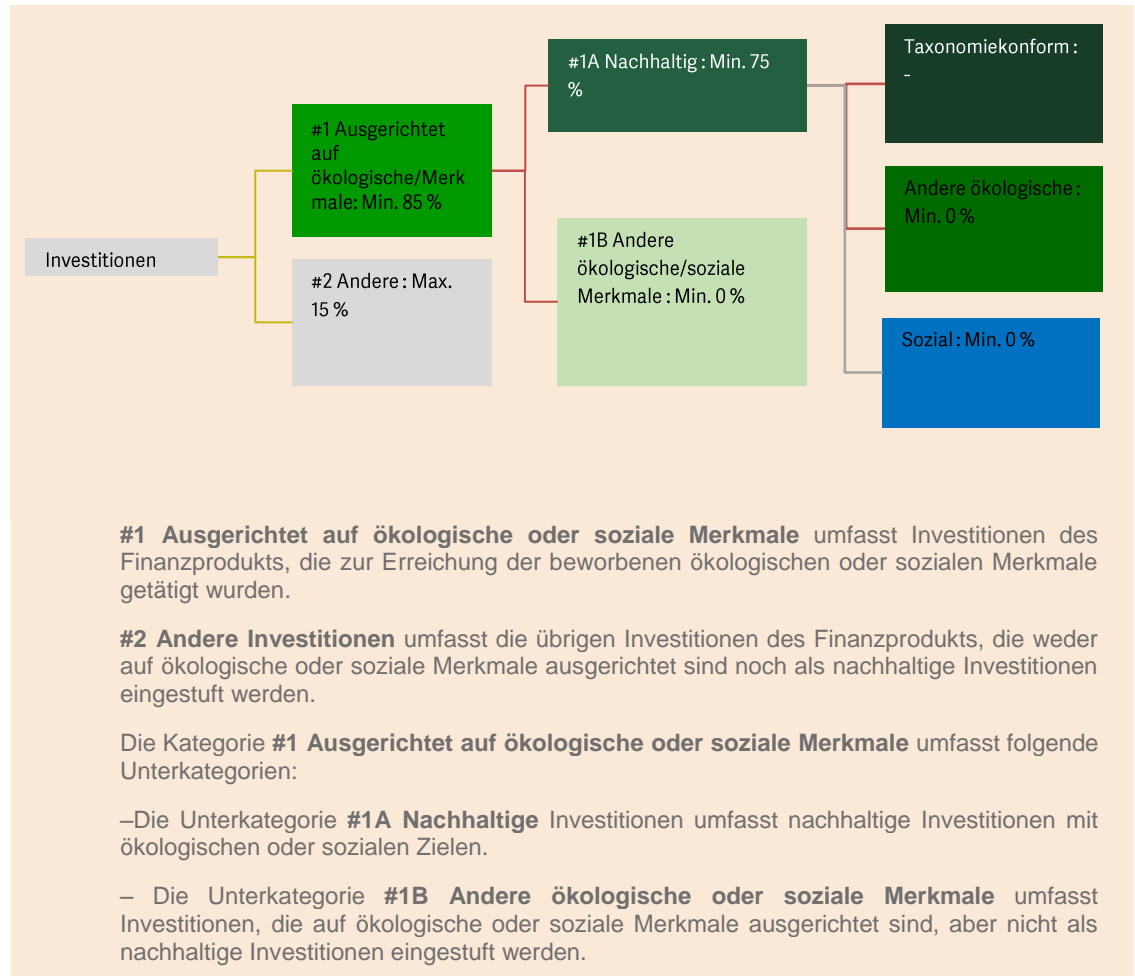 Investitionen
#1 Ausgerichtet
auf
ökologische/Merk
male: Min. 85 %
#2 Andere : Max.
15 %
#1A Nachhaltig : Min. 75
%
#1B Andere
ökologische/soziale
Merkmale : Min. 0 %
Taxonomiekonform :
-
Andere ökologische :
Min. 0 %
Sozial : Min. 0 %
#1 Ausgerichtet auf ökologische oder soziale Merkmale umfasst Investitionen des
Finanzprodukts, die zur Erreichung der beworbenen ökologischen oder sozialen Merkmale
getätigt wurden.
#2 Andere Investitionen umfasst die übrigen Investitionen des Finanzprodukts, die weder
auf ökologische oder soziale Merkmale ausgerichtet sind noch als nachhaltige Investitionen
eingestuft werden.
Die Kategorie #1 Ausgerichtet auf ökologische oder soziale Merkmale umfasst folgende
Unterkategorien:
–Die Unterkategorie #1A Nachhaltige Investitionen umfasst nachhaltige Investitionen mit
ökologischen oder sozialen Zielen.
– Die Unterkategorie #1B Andere ökologische oder soziale Merkmale umfasst
Investitionen, die auf ökologische oder soziale Merkmale ausgerichtet sind, aber nicht als
nachhaltige Investitionen eingestuft werden.